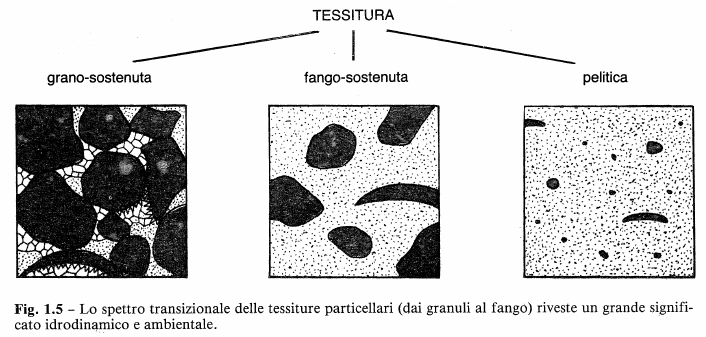 TESSITURA
grano-sostenuta
fango-sostenuta
pelitica
Fig. 1.5 – Lo spettro transizionale delle tessiture particellari (dai granuli al fango) riveste un grande signifi-
cato idrodinamico e ambientale.